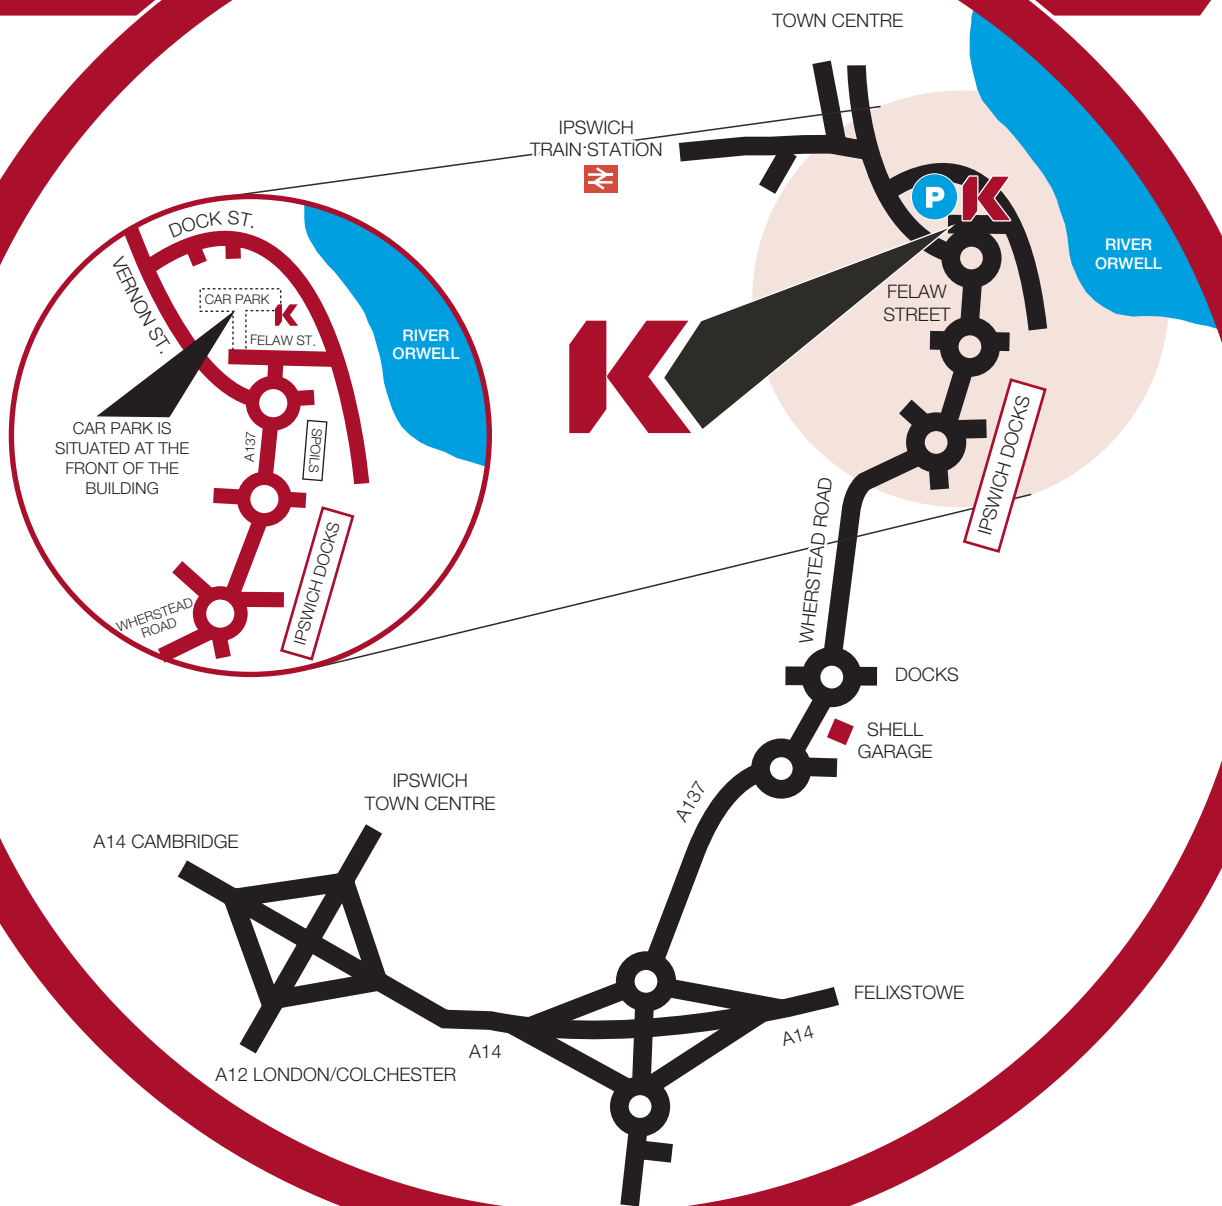 TOWN CENTRE
IPSWICH
TRAIN STATION
P
K
RIVER
ORWELL
FELAW
STREET
K
IPSWICH DOCKS
WHERSTEAD ROAD
DOCKS
SHELL
GARAGE
A137
DOCK ST.
VERNON ST.
CAR PARK
K
FELAW ST.
RIVER
ORWELL
CAR PARK IS
SITUATED AT THE
FRONT OF THE
BUILDING
A137
SPOILS
IPSWICH DOCKS
WHERSTEAD
ROAD
IPSWICH
TOWN CENTRE
A14 CAMBRIDGE
A12 LONDON/COLCHESTER
A14
FELIXSTOWE
A14